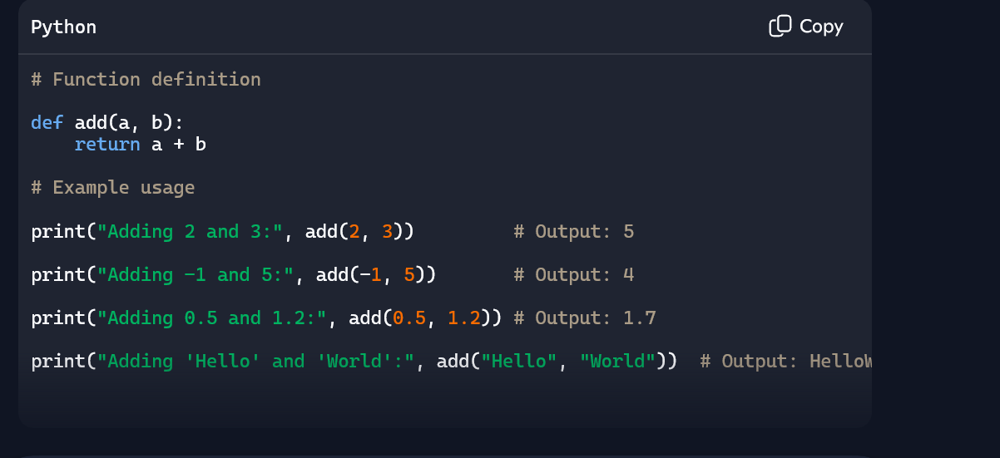 Python
Copy
# Function definition
def add(a, b):
    return a + b
# Example usage
print("Adding 2 and 3:", add(2, 3))         # Output: 5
print("Adding -1 and 5:", add(-1, 5))       # Output: 4
print("Adding 0.5 and 1.2:", add(0.5, 1.2)) # Output: 1.7
print("Adding 'Hello' and 'World':", add("Hello", "World"))  # Output: HelloW